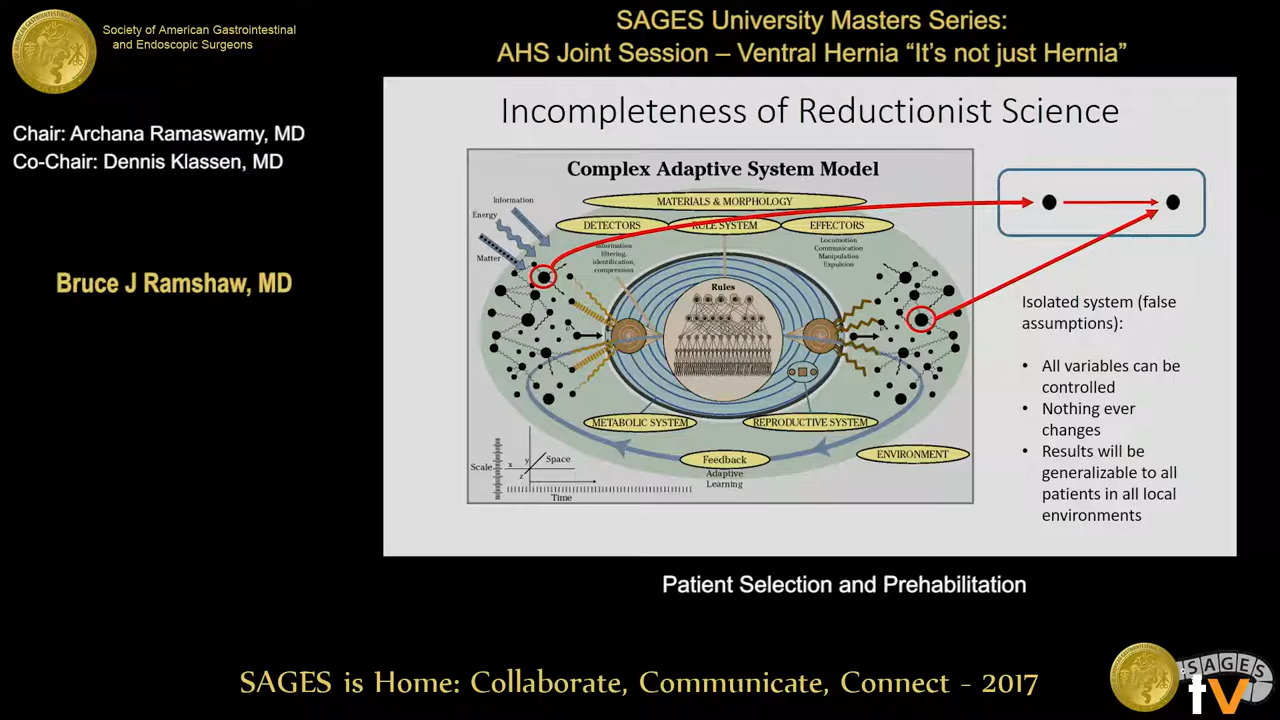 Society of American Gastrointestinal
and Endoscopic Surgeons
SAGES University Masters Series:
AHS Joint Session – Ventral Hernia “It’s not just Hernia”
Chair: Archana Ramaswamy, MD
Co-Chair: Dennis Klassen, MD
Bruce J Ramshaw, MD
Incompleteness of Reductionist Science
Complex Adaptive System Model
Information
Energy
Matter
MATERIALS & MORPHOLOGY
DETECTORS
RULE SYSTEM
EFFECTORS
Information
filtering,
identification,
compression
Locomotion
Communication
Manipulation
Expulsion
Rules
METABOLIC SYSTEM
REPRODUCTIVE SYSTEM
Feedback
Adaptive
Learning
ENVIRONMENT
Scale
x
y
z
Space
Time
Isolated system (false
assumptions):
• All variables can be
controlled
• Nothing ever
changes
• Results will be
generalizable to all
patients in all local
environments
Patient Selection and Prehabilitation
SAGES is Home: Collaborate, Communicate, Connect - 2017
SAGES
tv